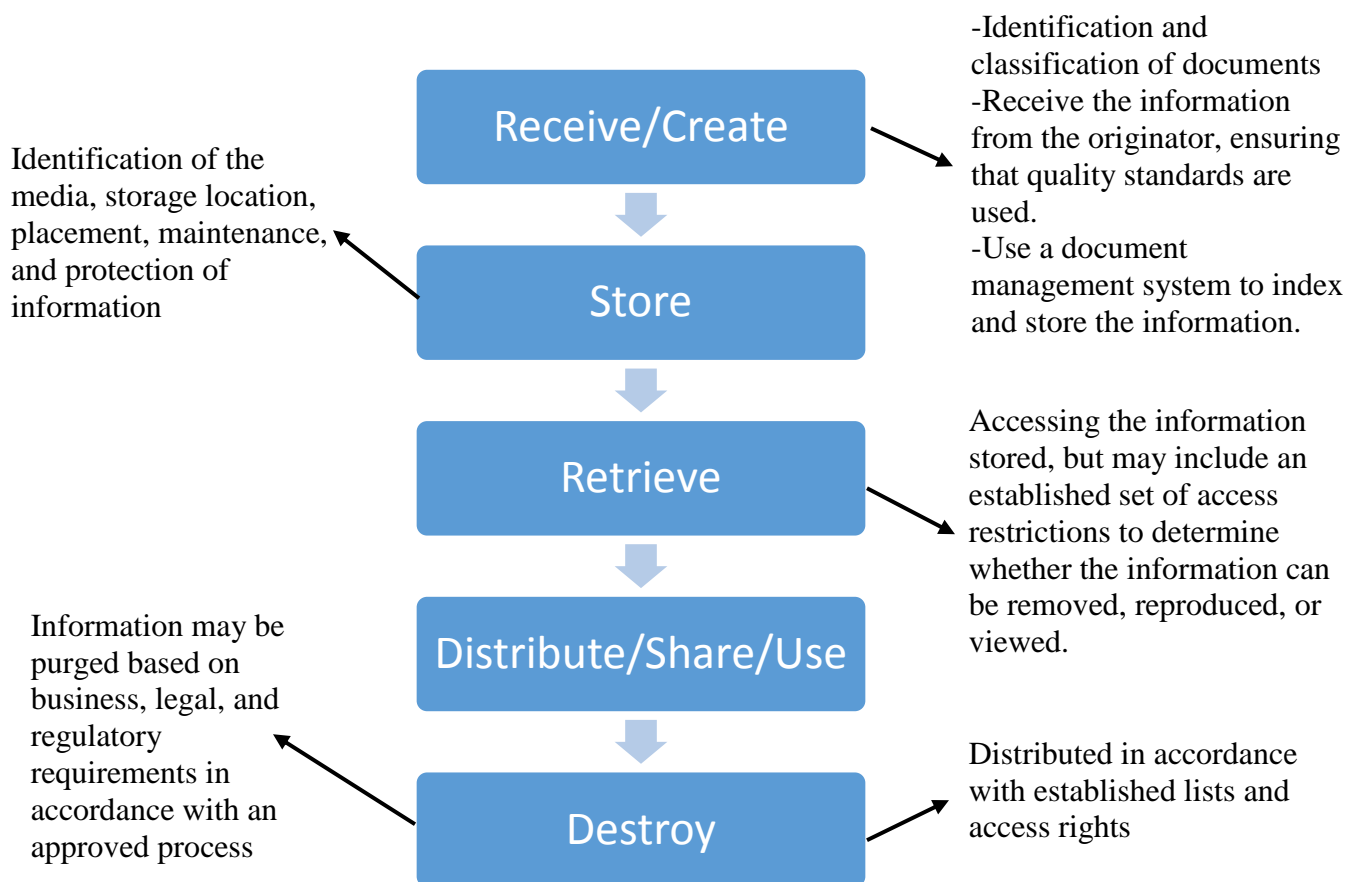 -Identification and
classification of documents
-Receive the information
from the originator, ensuring
that quality standards are
used.
-Use a document
management system to index
and store the information.
Receive/Create
Identification of the
media, storage location,
placement, maintenance,
and protection of
information
Store
Retrieve
Accessing the information
stored, but may include an
established set of access
restrictions to determine
whether the information can
be removed, reproduced, or
viewed.
Distribute/Share/Use
Information may be
purged based on
business, legal, and
regulatory
requirements in
accordance with an
approved process
Destroy
Distributed in accordance
with established lists and
access rights